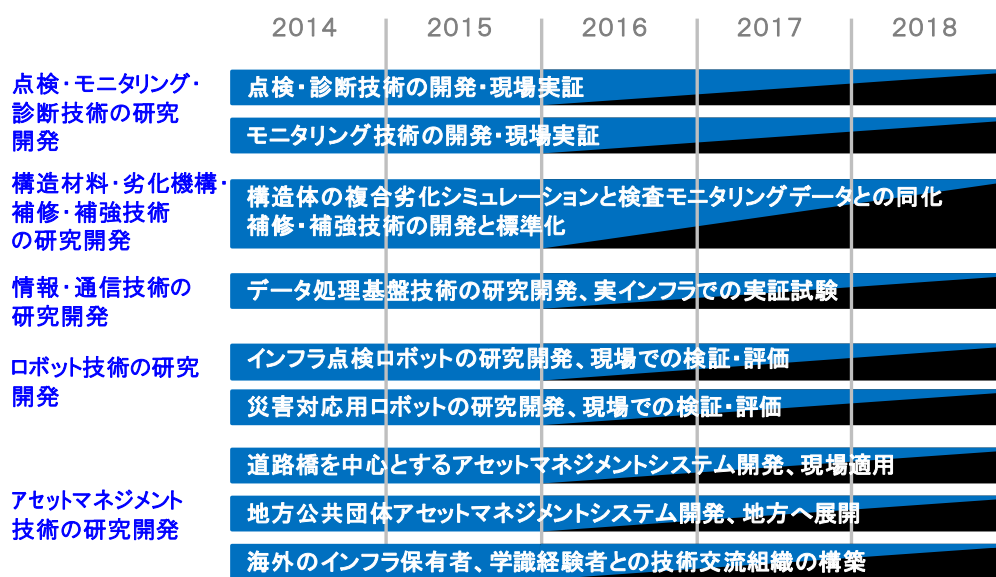 2014 2015 2016 2017 2018
点検・モニタリング・
診断技術の研究
開発
点検・診断技術の開発・現場実証
モニタリング技術の開発・現場実証
構造材料・劣化機構・
補修・補強技術
の研究開発
構造体の複合劣化シミュレーションと検査モニタリングデータとの同化
補修・補強技術の開発と標準化
情報・通信技術の
研究開発
データ処理基盤技術の研究開発、実インフラでの実証試験
ロボット技術の研究
開発
インフラ点検ロボットの研究開発、現場での検証・評価
災害対応用ロボットの研究開発、現場での検証・評価
アセットマネジメント
技術の研究開発
道路橋を中心とするアセットマネジメントシステム開発、現場適用
地方公共団体アセットマネジメントシステム開発、地方へ展開
海外のインフラ保有者、学識経験者との技術交流組織の構築